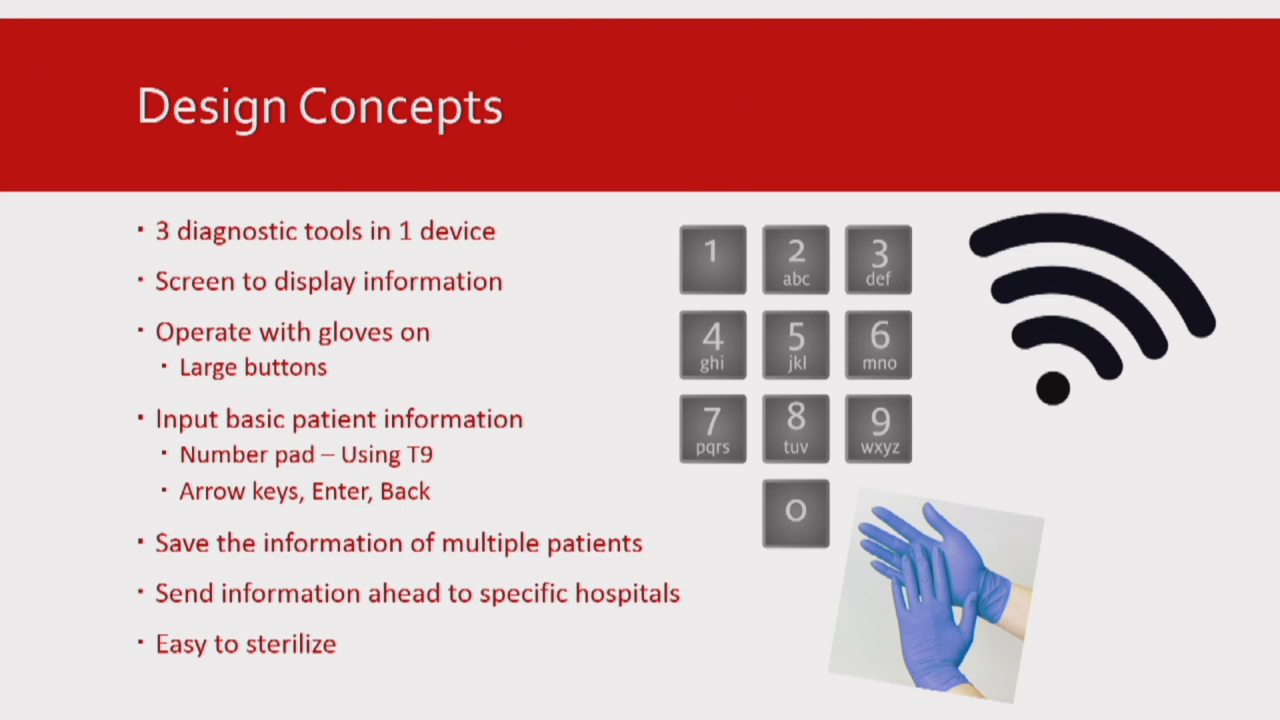 Design Concepts
3 diagnostic tools in 1 device
Screen to display information
Operate with gloves on
Large buttons
Input basic patient information
Number pad – Using T9
Arrow keys, Enter, Back
Save the information of multiple patients
Send information ahead to specific hospitals
Easy to sterilize
1 2 3
abc def
4 5 6
ghi jkl mno
7 8 9
pqrs tuv wxyz
0